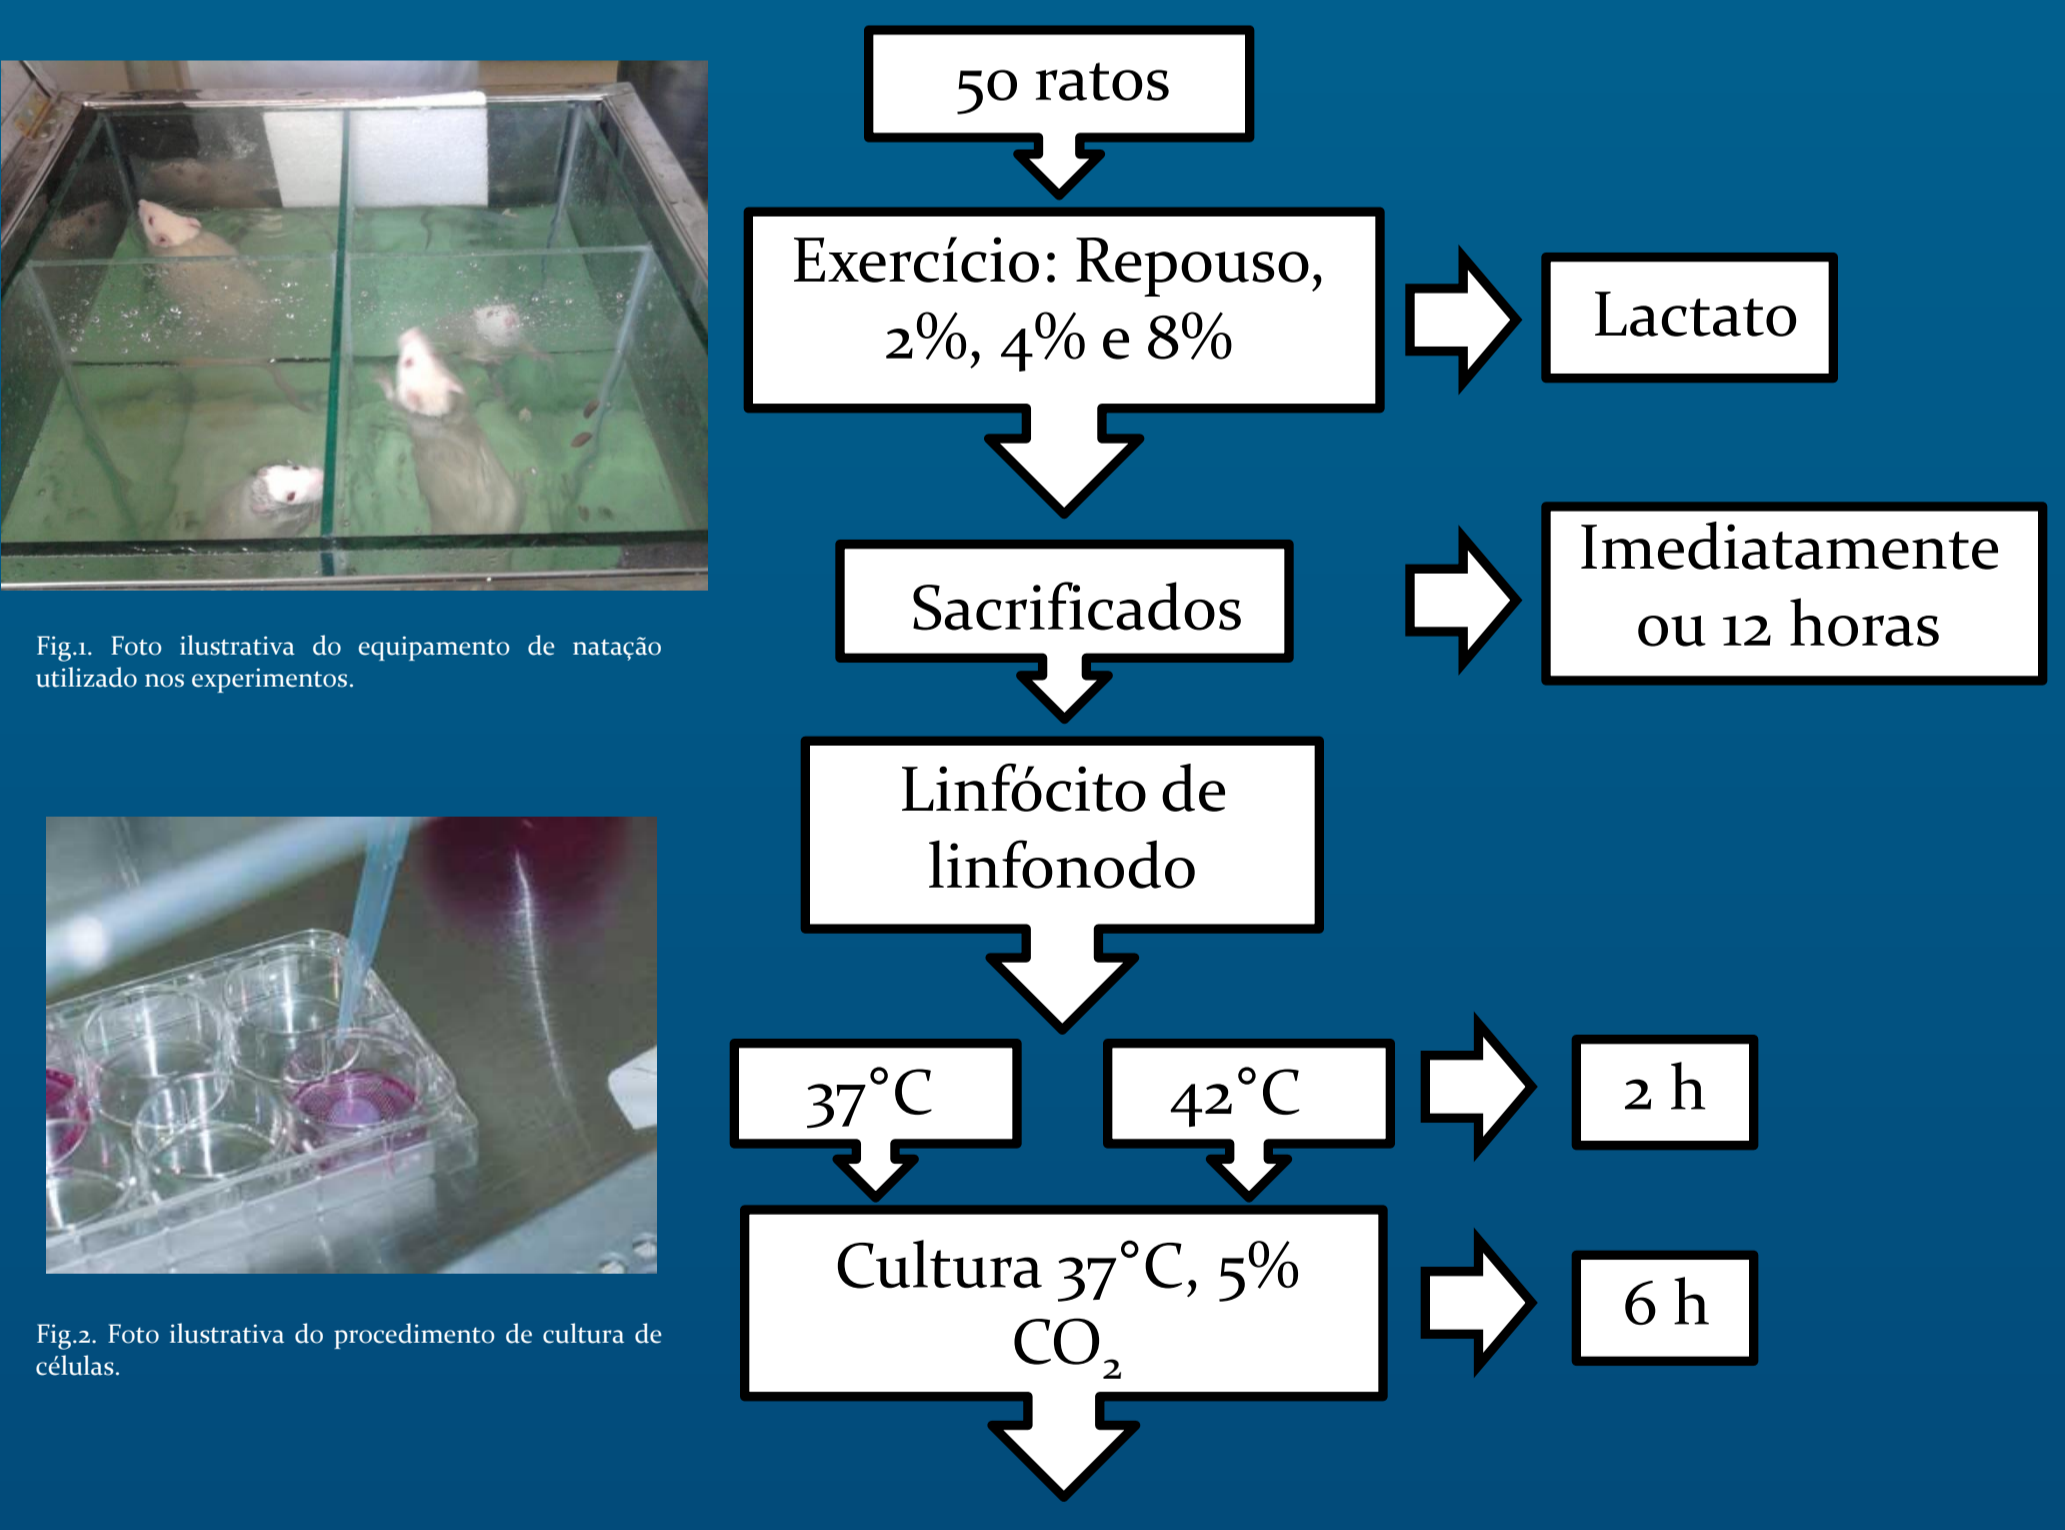 50 ratos
Exercício: Repouso,
2%, 4% e 8%
Lactato
Sacrificados
Imediatamente
ou 12 horas
Linfócito de
linfonodo
37°C
42°C
2 h
Cultura 37°C, 5%
CO₂
6 h
Fig.1. Foto ilustrativa do equipamento de natação
utilizado nos experimentos.
Fig.2. Foto ilustrativa do procedimento de cultura de
células.